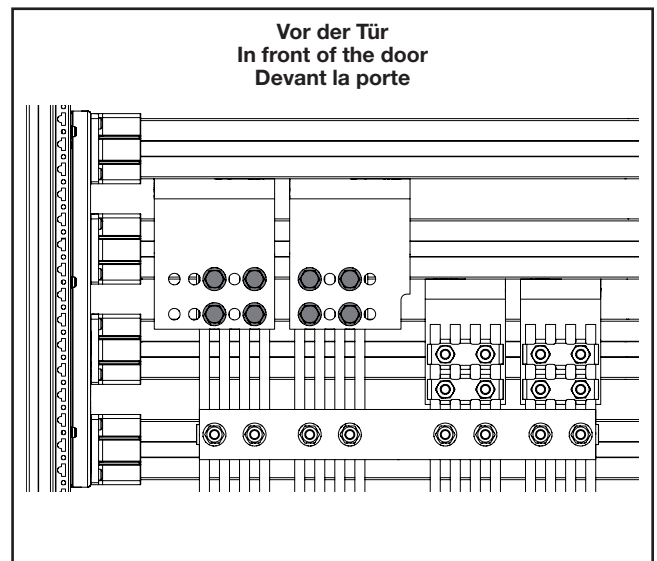 Vor der Tür
In front of the door
Devant la porte